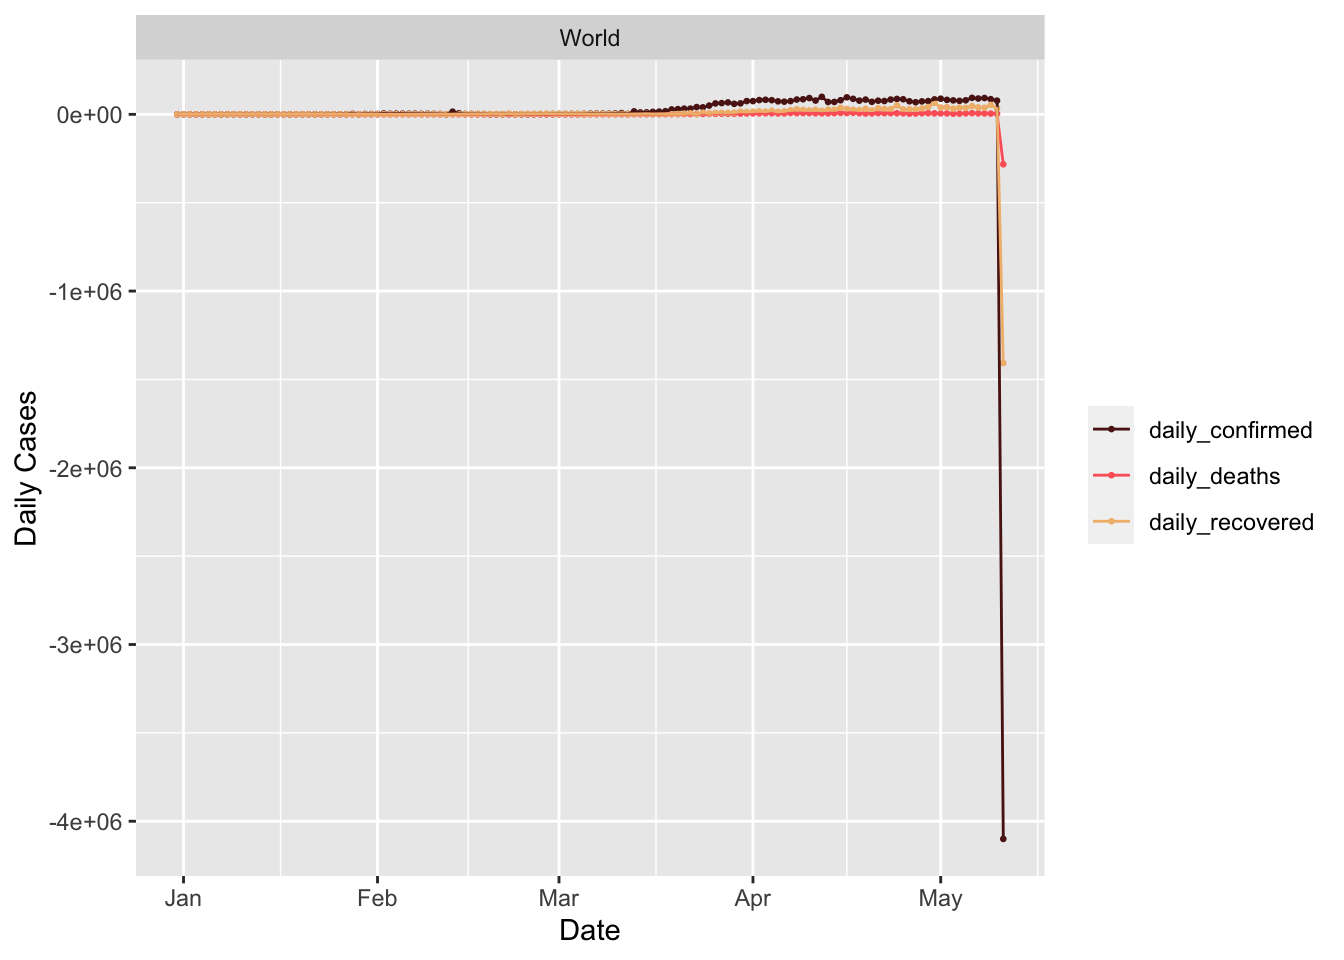 World
0e+00
-1e+06
-2e+06
-3e+06
-4e+06
Daily Cases
Jan Feb Mar Apr May
Date
daily_confirmed
daily_deaths
daily_recovered